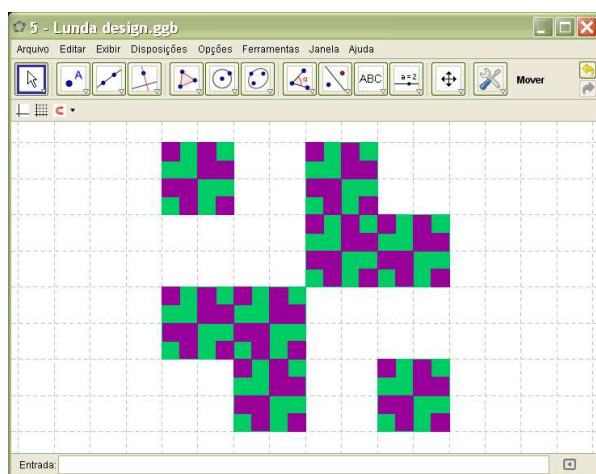 5 - Lunda design.ggb
Arquivo Editar Exibir Disposições Opções Ferramentas Janela Ajuda
A α ABC a=2 Mover
Entrada: